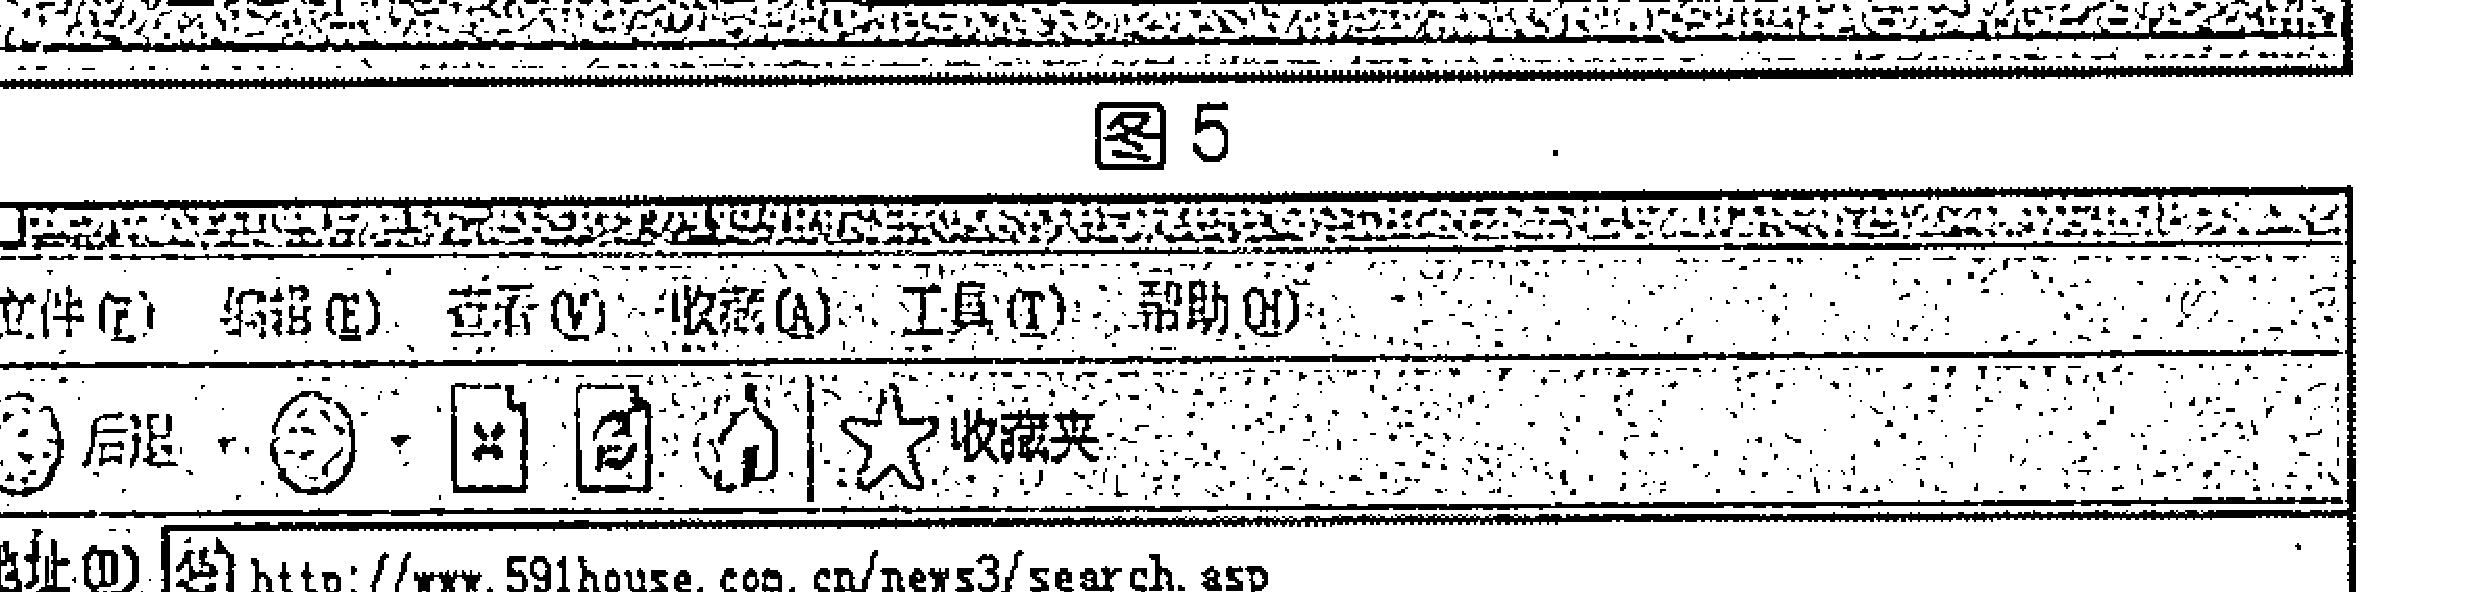 图 5
文件(F) 编辑(E) 查看(V) 收藏(A) 工具(T) 帮助(H)
后退 收藏夹
地址(D) http://www.591house.com.cn/news3/search.asp